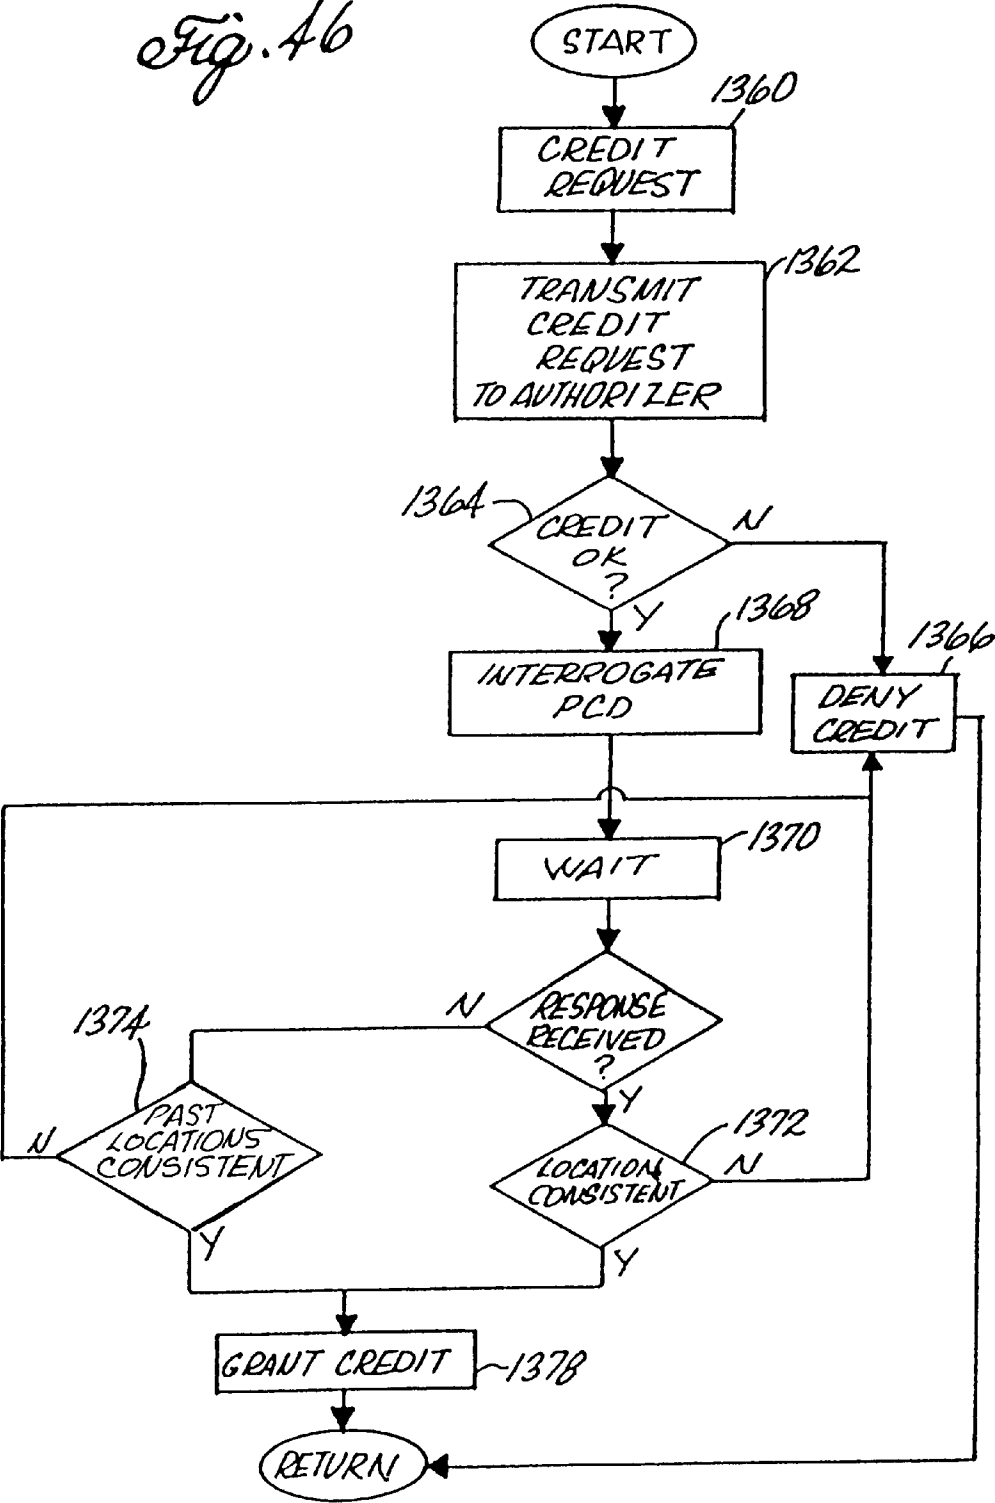 Fig. 46
START
1360
CREDIT
REQUEST
1362
TRANSMIT
CREDIT
REQUEST
TO AUTHORIZER
1364
CREDIT
OK
?
N
Y
1368
1366
INTERROGATE
PCD
DENY
CREDIT
1370
WAIT
N
RESPONSE
RECEIVED
?
Y
1374
PAST
LOCATIONS
CONSISTENT
N
Y
1372
LOCATION
CONSISTENT
N
Y
GRANT CREDIT
1378
RETURN